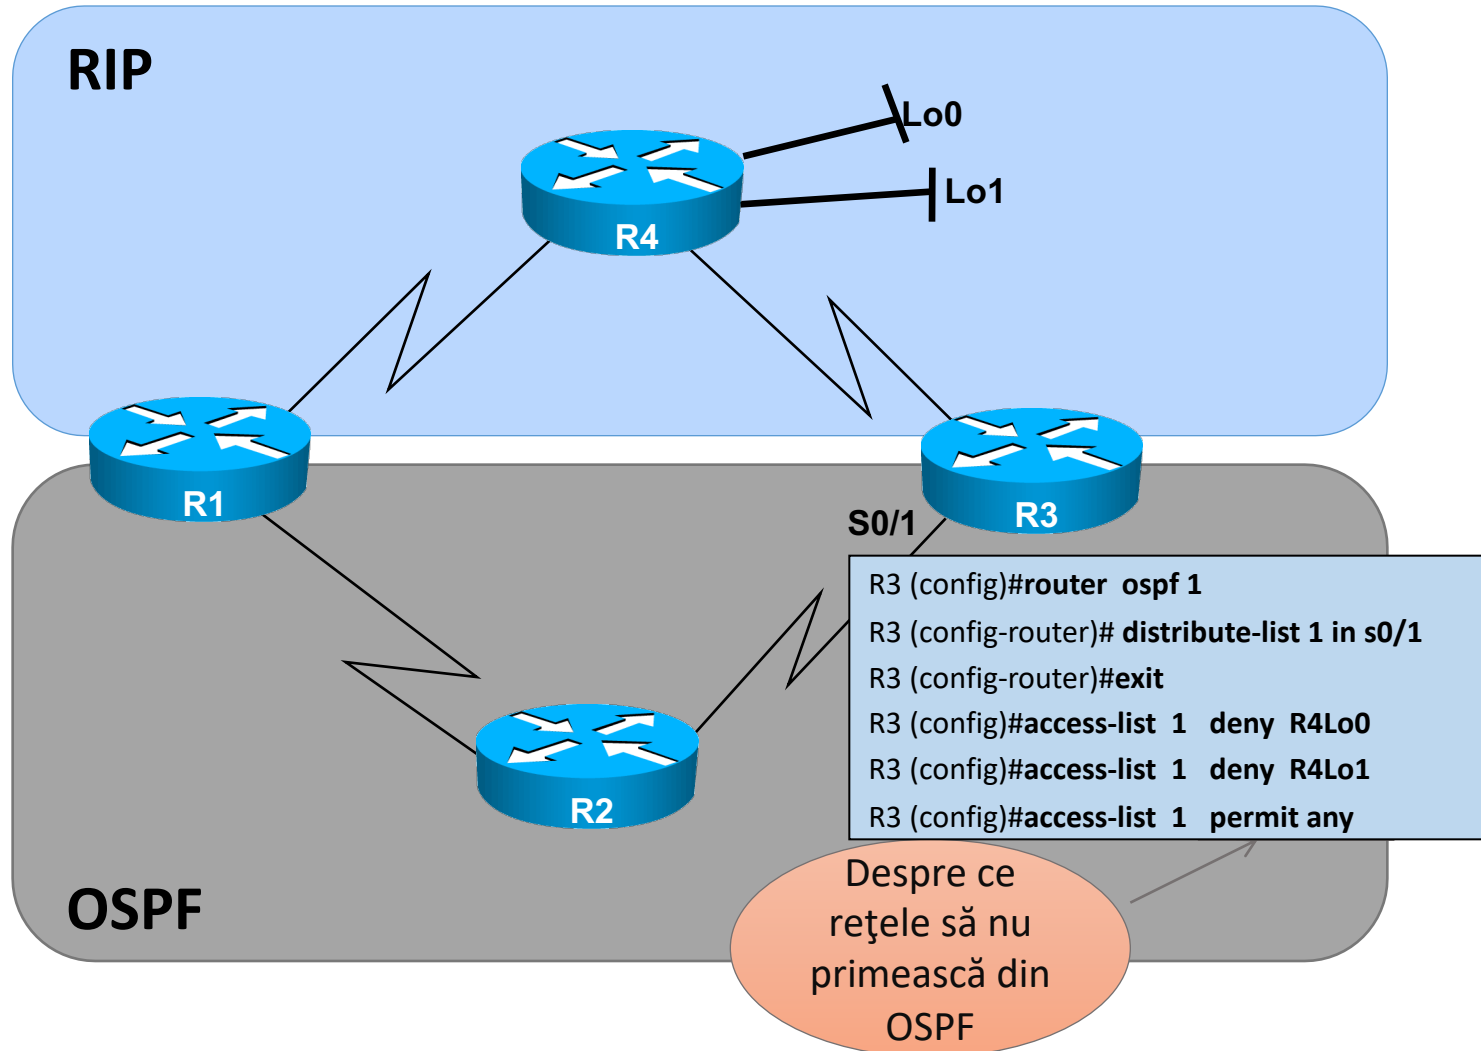 RIP
Lo0
Lo1
R4
R1
R3
S0/1
R3 (config)#router ospf 1
R3 (config-router)# distribute-list 1 in s0/1
R3 (config-router)#exit
R3 (config)#access-list 1 deny R4Lo0
R3 (config)#access-list 1 deny R4Lo1
R3 (config)#access-list 1 permit any
R2
OSPF
Despre ce
reţele să nu
primească din
OSPF